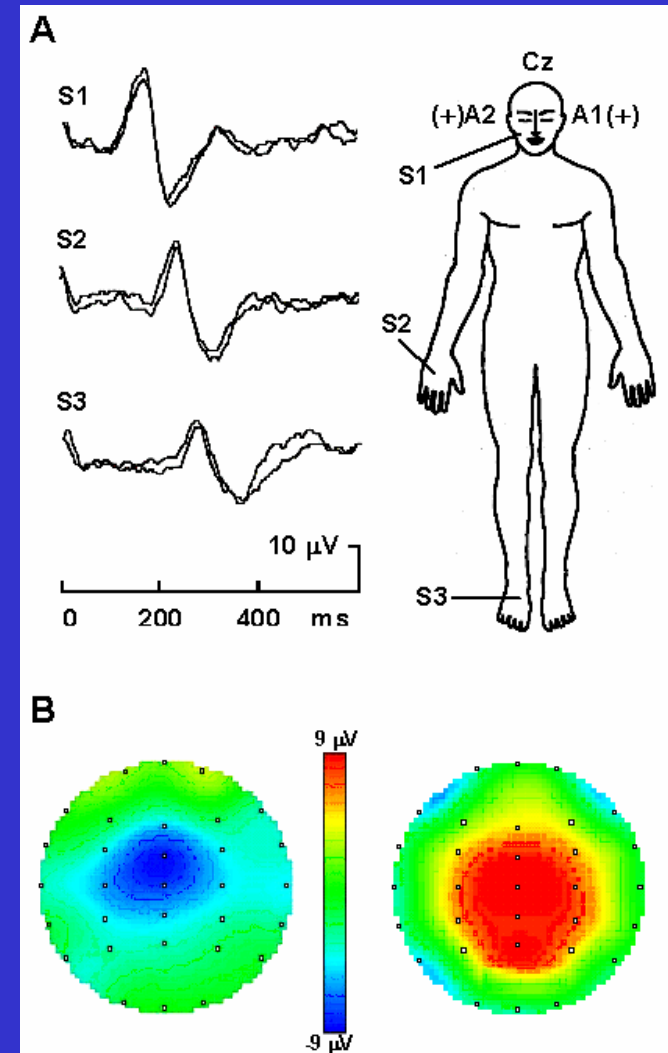 A
S1
S2
S3
10 µV
0 200 400 ms
Cz
(+)A2 A1(+)
S1
S2
S3
B
9 µV
-9 µV